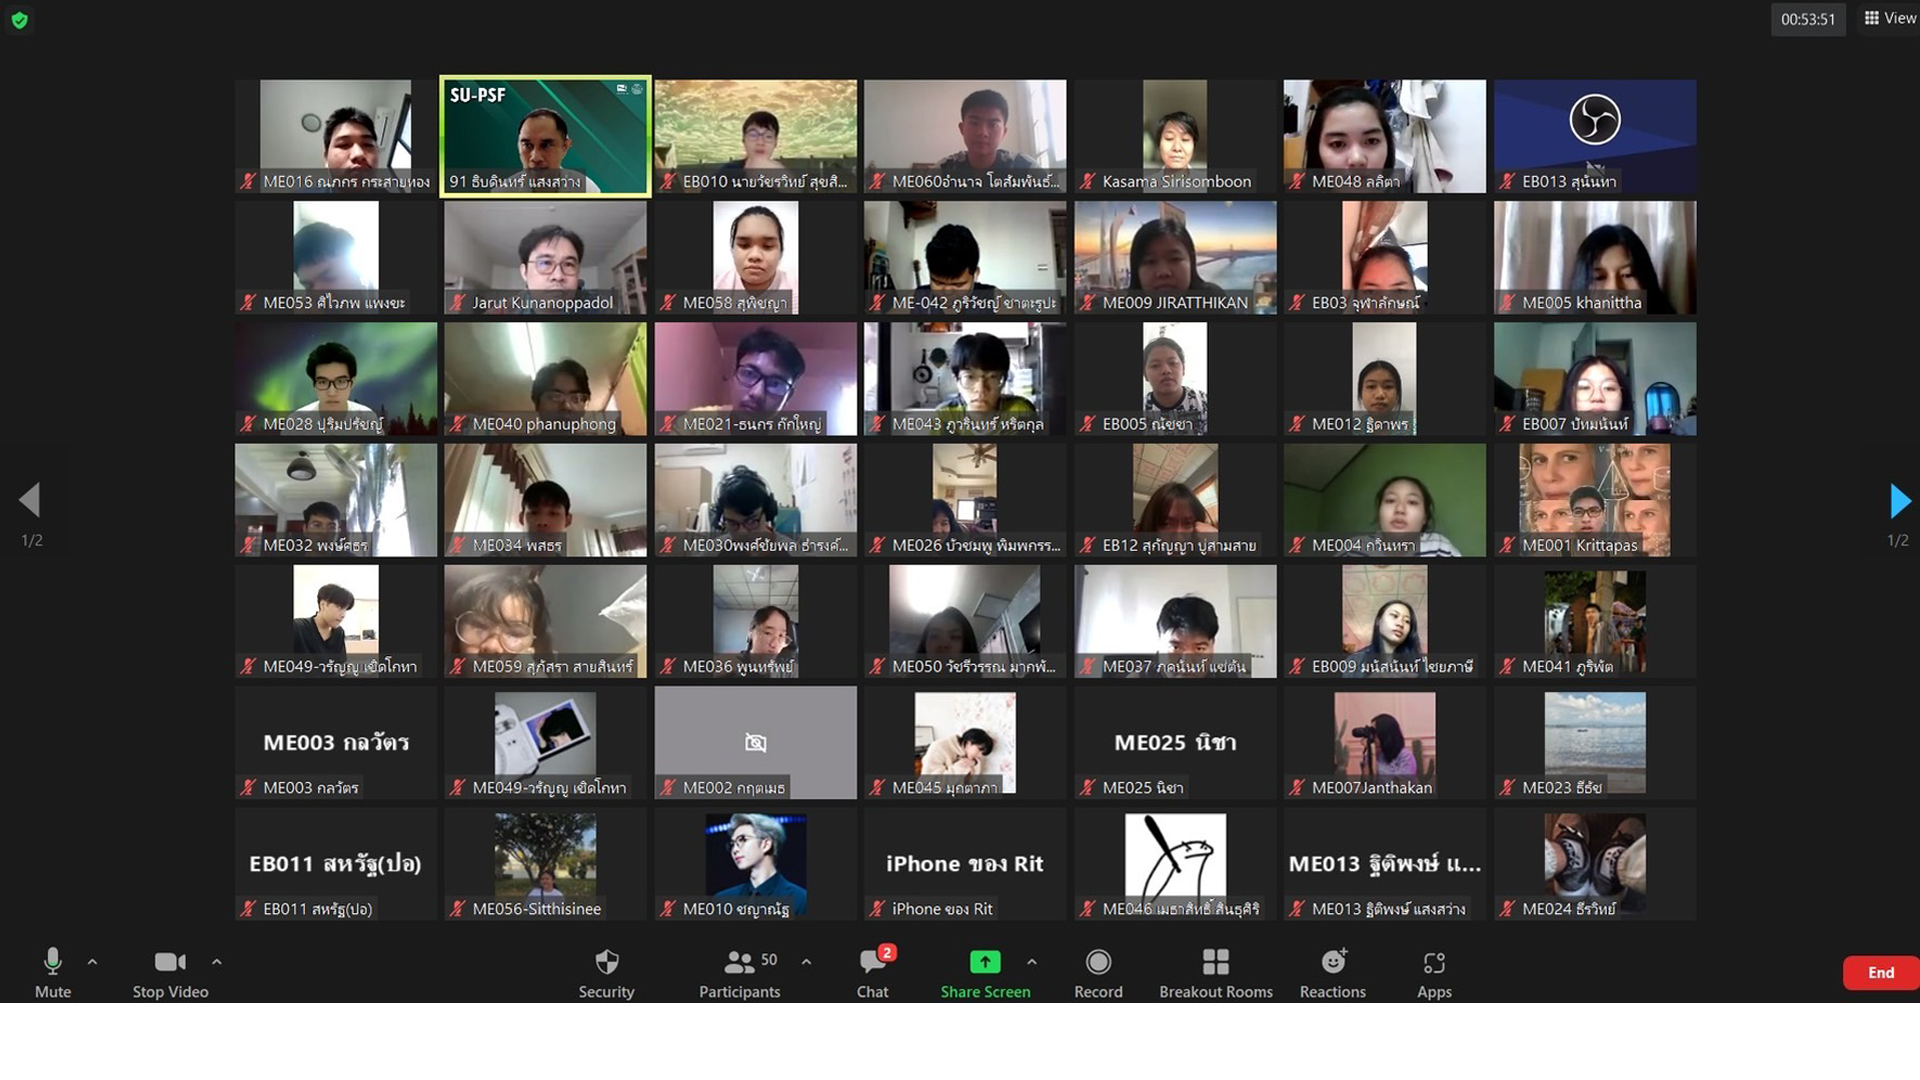 00:53:51
View
ME016 ณภกร กระสายทอง
SU-PSF
91 ธิบดินทร์ แสงสว่าง
EB010 นายวัชรวิทย์ สุขสิ...
ME060อำนาจ โตสัมพันธ์...
Kasama Sirisomboon
ME048 ลลิตา
EB013 สุนันทา
ME053 ศิไวภพ แพงขะ
Jarut Kunanoppadol
ME058 สุพิชญา
ME-042 ภูริวัชญ์ ชาตะรูปะ
ME009 JIRATTHIKAN
EB03 จุฬาลักษณ์
ME005 khanittha
ME028 ปุริมปรัชญ์
ME040 phanuphong
ME021-ธนกร ก๊กใหญ่
ME043 ภูวรินทร์ หริตกุล
EB005 ณัชชา
ME012 ฐิดาพร
EB007 ปัทมนันท์
ME032 พงษ์ศธร
ME034 พสธร
ME030พงศ์ชัยพล ธำรงค์...
ME026 บัวชมพู พิมพกรร...
EB12 สุกัญญา ปู่สามสาย
ME004 กวินทรา
ME001 Krittapas
1/2
1/2
ME049-วรัญญู เชิดโกทา
ME059 สุภัสรา สายสินทร์
ME036 พูนทรัพย์
ME050 วัชรีวรรณ มากพั...
ME037 ภคนันท์ แซ่ตัน
EB009 มนัสนันท์ ไชยภาษี
ME041 ภูริพัต
ME003 กลวัตร
ME025 นิชา
ME003 กลวัตร
ME049-วรัญญู เชิดโกทา
ME002 กฤตเมธ
ME045 มุกตาภา
ME025 นิชา
ME007Janthakan
ME023 ธีธัช
EB011 สหรัฐ(ปอ)
iPhone ของ Rit
ME013 ฐิติพงษ์ แ...
EB011 สหรัฐ(ปอ)
ME056-Sitthisinee
ME010 ชญาณัฐ
iPhone ของ Rit
ME046 เมธาสิทธิ์ สินธุศิริ
ME013 ฐิติพงษ์ แสงสว่าง
ME024 ธีรวิทย์
50
2
Mute
Stop Video
Security
Participants
Chat
Share Screen
Record
Breakout Rooms
Reactions
Apps
End